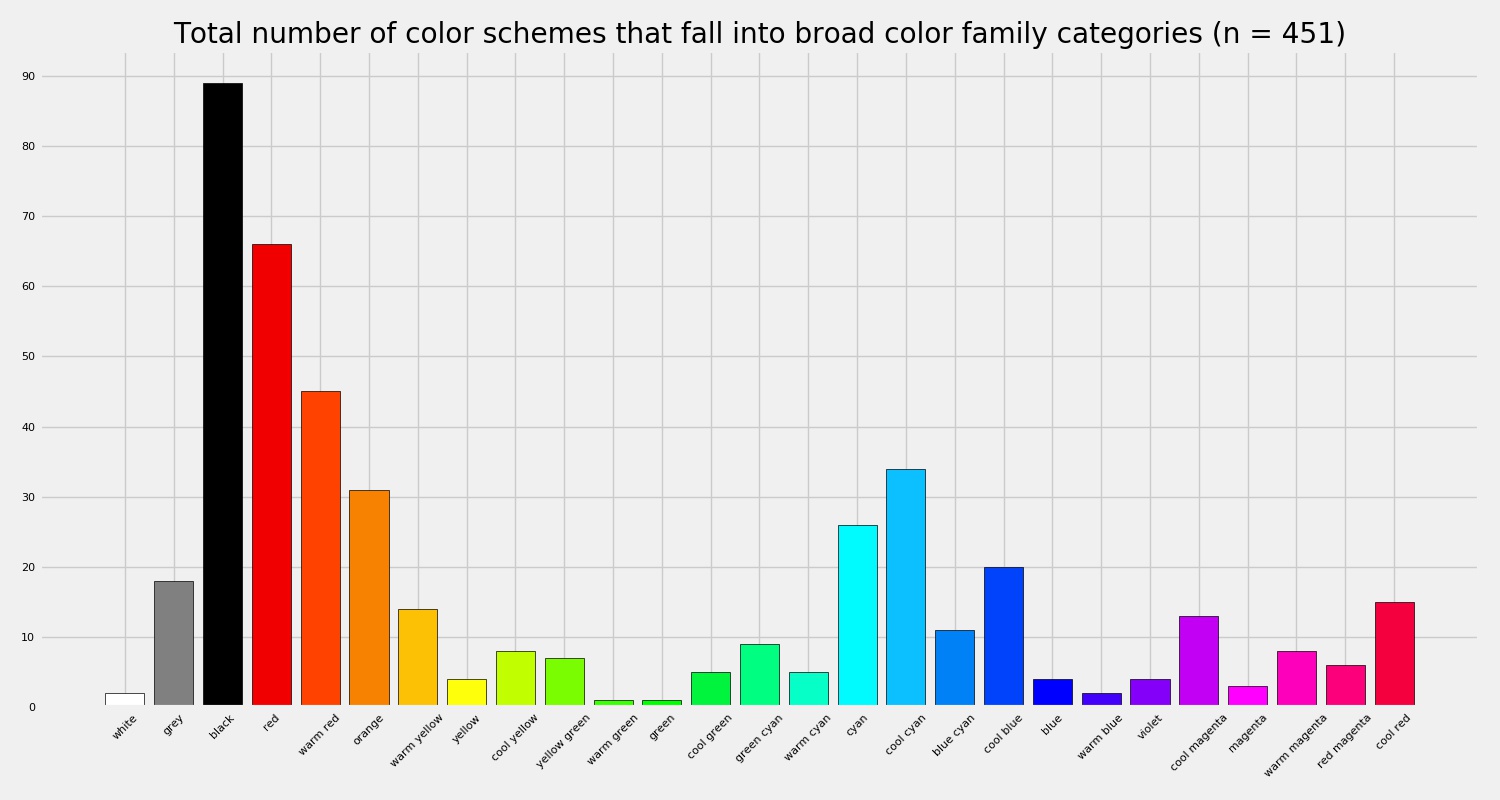 Total number of color schemes that fall into broad color family categories (n = 451)
90
80
70
60
50
40
30
20
10
0
white
grey
black
red
warm red
orange
warm yellow
yellow
cool yellow
yellow green
warm green
green
cool green
green cyan
warm cyan
cyan
cool cyan
blue cyan
cool blue
blue
warm blue
violet
cool magenta
magenta
warm magenta
red magenta
cool red